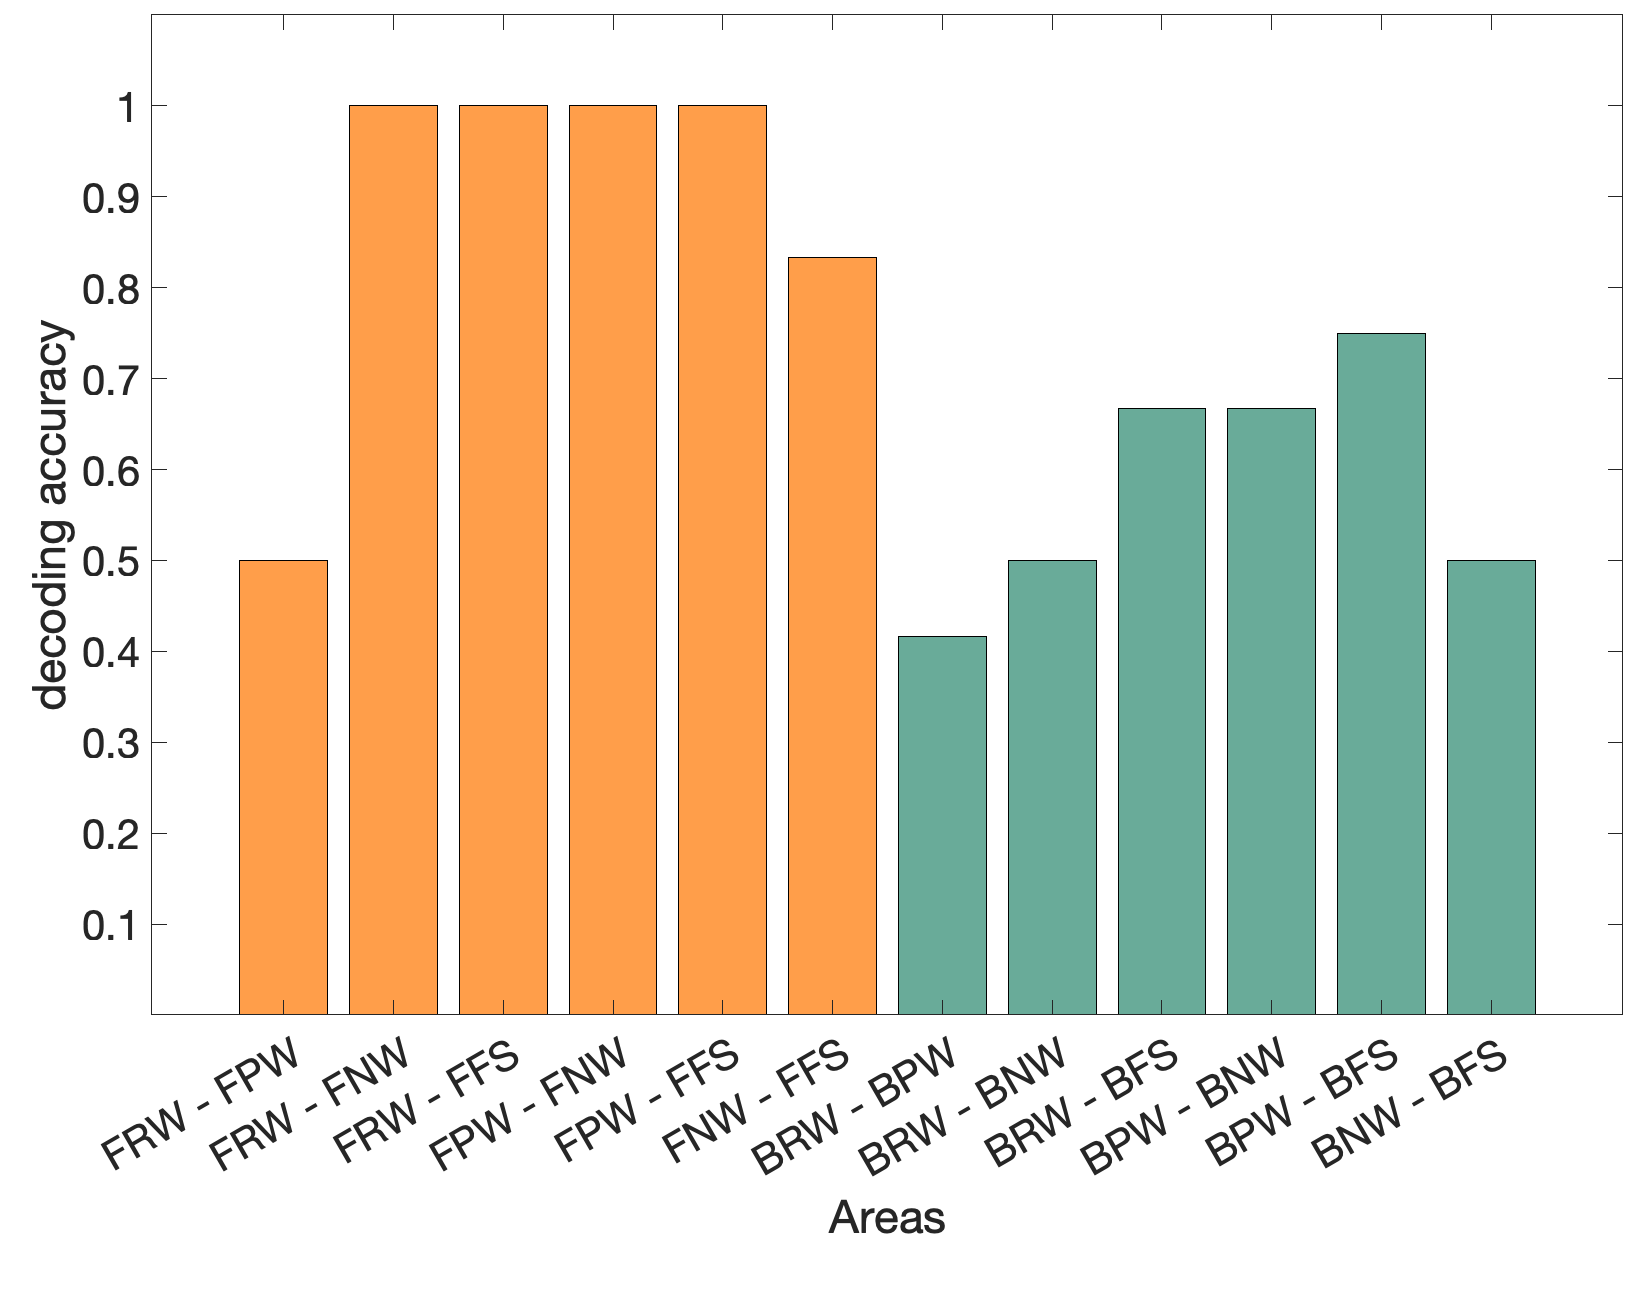 1
0.9
0.8
0.7
0.6
0.5
0.4
0.3
0.2
0.1
decoding accuracy
FRW - FPW
FRW - FNW
FRW - FFS
FPW - FNW
FPW - FFS
FNW - FFS
BRW - BPW
BRW - BNW
BRW - BFS
BPW - BNW
BPW - BFS
BNW - BFS
Areas